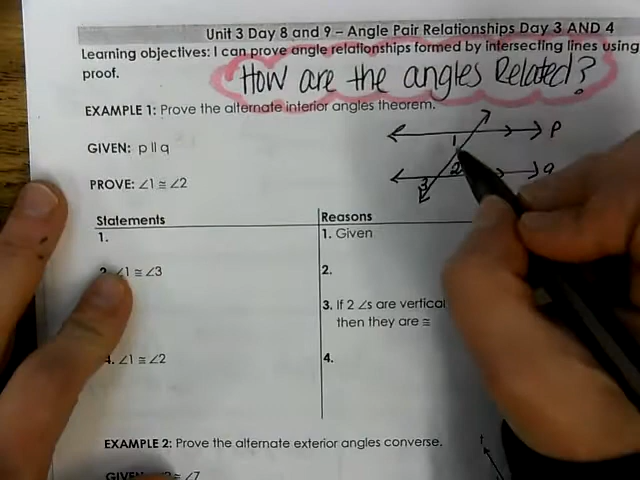 Unit 3 Day 8 and 9 – Angle Pair Relationships Day 3 AND 4
Learning objectives: I can prove angle relationships formed by intersecting lines using
proof.
How are the angles Related?
EXAMPLE 1: Prove the alternate interior angles theorem.
GIVEN: p ll q
PROVE: ∠1 ≅ ∠2
1
2
3
p
q
Statements
Reasons
1.
1. Given
∠1 ≅ ∠3
2.
3. If 2 ∠s are vertical
then they are ≅
4. ∠1 ≅ ∠2
4.
EXAMPLE 2: Prove the alternate exterior angles converse.
≅ ∠7